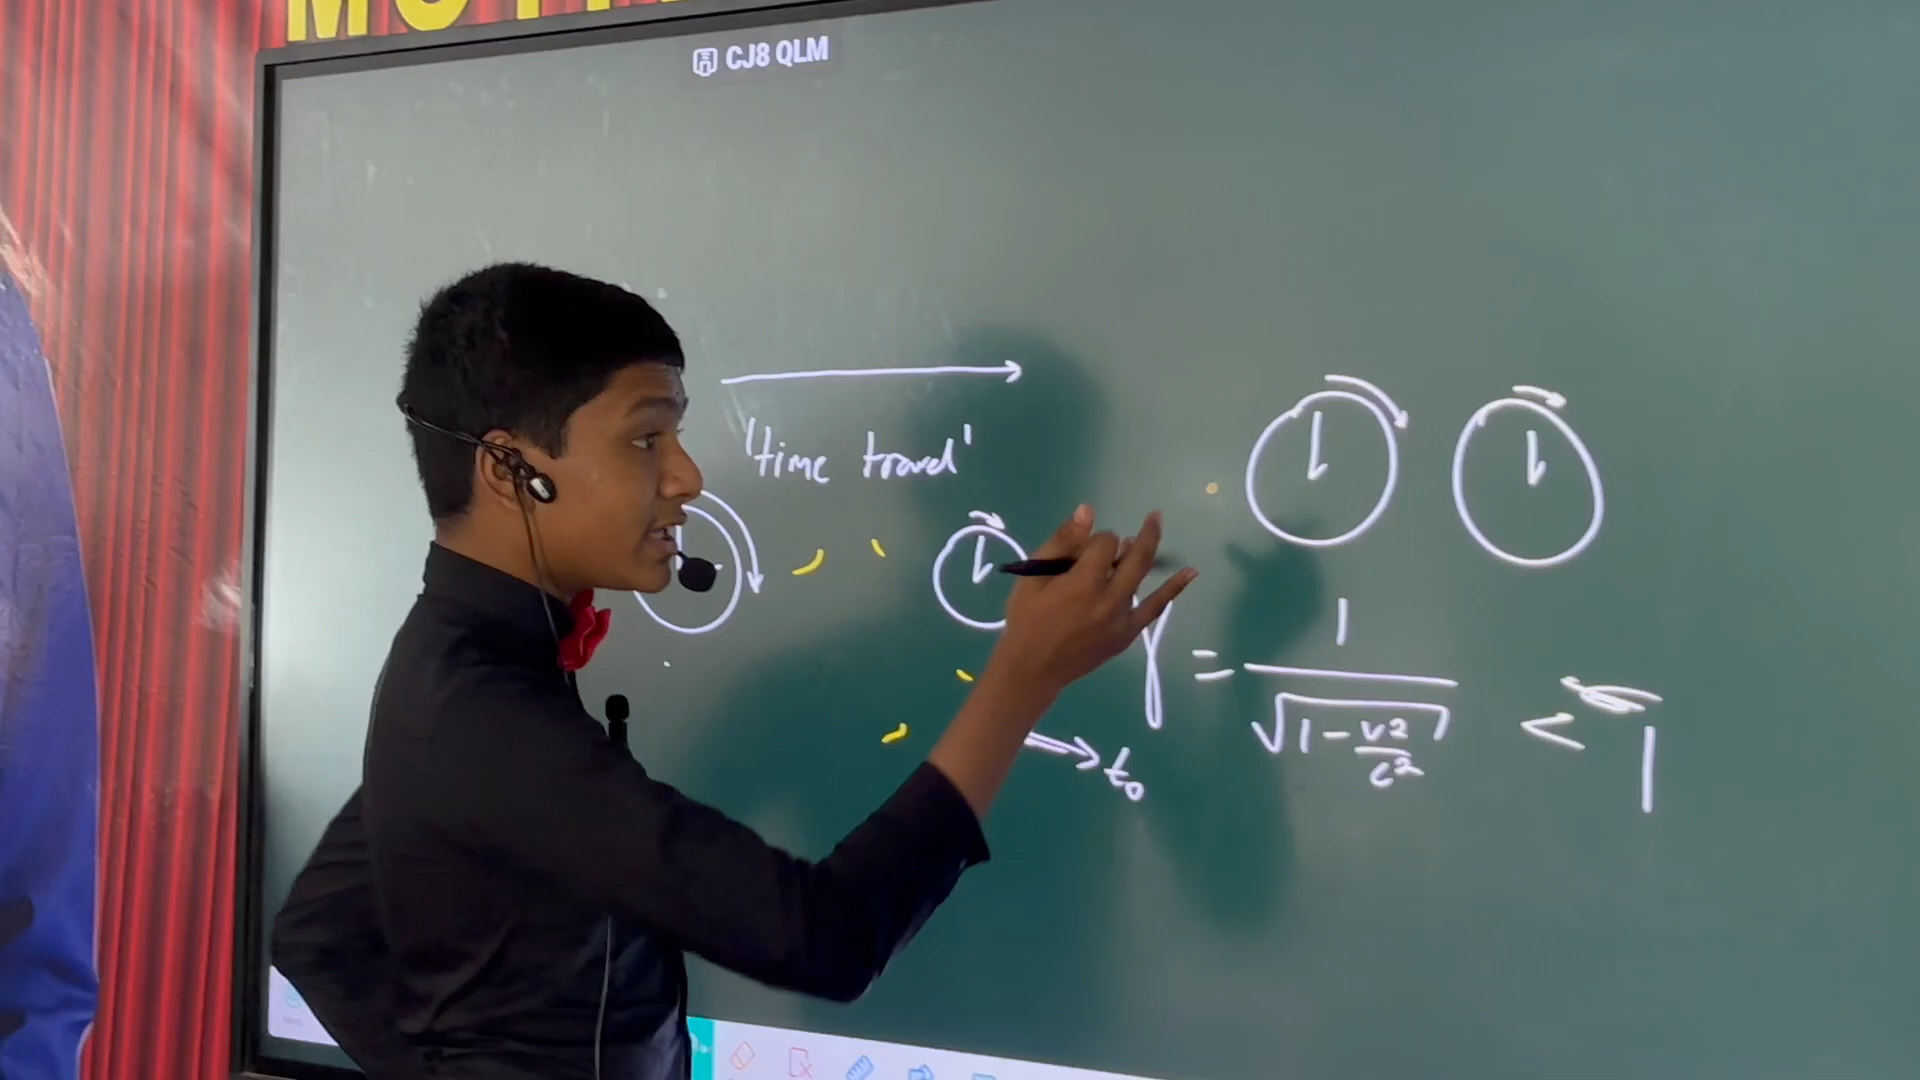 CJ8 QLM
'time travel'
γ = 1 / √1 - v2/c2 < 1
t0